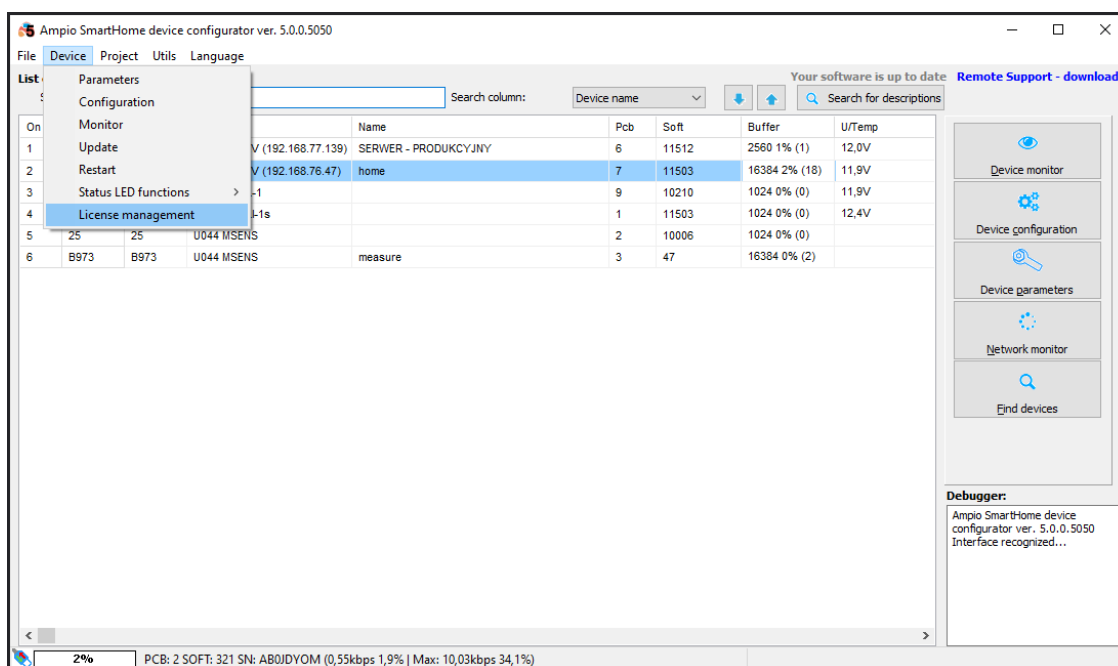 Ampio SmartHome device configurator ver. 5.0.0.5050
File Device Project Utils Language
List
Your software is up to date Remote Support - download
Search column: Device name Search for descriptions
Parameters
Configuration
Monitor
Update
Restart
Status LED functions >
License management
On Name Pcb Soft Buffer U/Temp
1 V (192.168.77.139) SERWER - PRODUKCYJNY 6 11512 2560 1% (1) 12,0V
2 V (192.168.76.47) home 7 11503 16384 2% (18) 11,9V
3 -1 9 10210 1024 0% (0) 11,9V
4 -1s 1 11503 1024 0% (0) 12,4V
5 25 25 U044 MSENS 2 10006 1024 0% (0)
6 B973 B973 U044 MSENS measure 3 47 16384 0% (2)
Device monitor
Device configuration
Device parameters
Network monitor
Find devices
Debugger:
Ampio SmartHome device
configurator ver. 5.0.0.5050
Interface recognized...
2% PCB: 2 SOFT: 321 SN: AB0JDYOM (0,55kbps 1,9% | Max: 10,03kbps 34,1%)